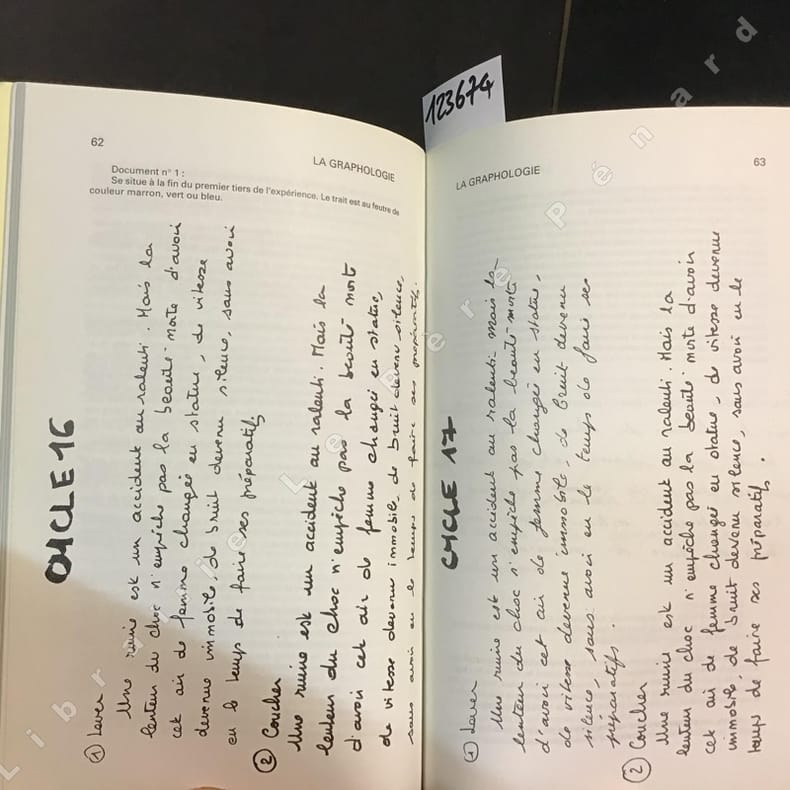 123674
62
LA GRAPHOLOGIE
Document n° 1 :
Se situe à la fin du premier tiers de l'expérience. Le trait est au feutre de
couleur marron, vert ou bleu.
CYCLE 16
① Lever
Une ruine est un accident au ralenti. Mais la
lenteur du choc n'empêche pas la beauté morte d'avoir
cet air de femme changée en statue, de vitesse
devenue immobile, de bruit devenu silence, sans avoir
eu le temps de faire ses préparatifs
② Coucher
Une ruine est un accident au ralenti. Mais la
lenteur du choc n'empêche pas la beauté morte
d'avoir cet air de femme changée en statue,
de vitesse devenue immobile de bruit devenu silence,
sans avoir eu le temps de faire ses préparatifs.
LA GRAPHOLOGIE
63
CYCLE 17
① Lever
Une ruine est un accident au ralenti mais la
lenteur du choc n'empêche pas la beauté morte
d'avoir cet air de femme changée en statue,
de vitesse devenue immobile, de bruit devenu
silence, sans avoir eu le temps de faire ses
préparatifs.
② Coucher
Une ruine est un accident au ralenti. Mais la
lenteur du choc n'empêche pas la beauté morte d'avoir
cet air de femme changée en statue, de vitesse devenue
immobile, de bruit devenu silence, sans avoir eu le
temps de faire ses préparatifs.
Librairie Le Père Pénard